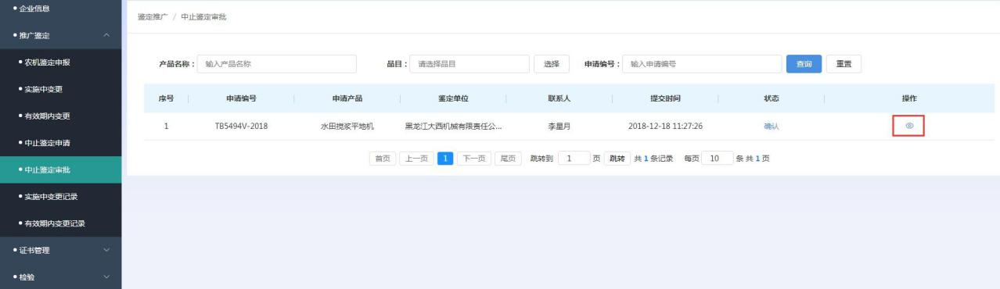 企业信息
推广鉴定
农机鉴定申报
实施中变更
有效期内变更
中止鉴定申请
中止鉴定审批
实施中变更记录
有效期内变更记录
证书管理
检验
鉴定推广 / 中止鉴定审批
产品名称： 输入产品名称 品目： 请选择品目 选择 申请编号： 输入申请编号 查询 重置
序号 申请编号 申请产品 鉴定单位 联系人 提交时间 状态 操作
1 TB5494V-2018 水田搅浆平地机 黑龙江大西机械有限责任公... 李星月 2018-12-18 11:27:26 确认
首页 上一页 1 下一页 尾页 跳转到 1 页 跳转 共 1 条记录 每页 10 条 共 1 页